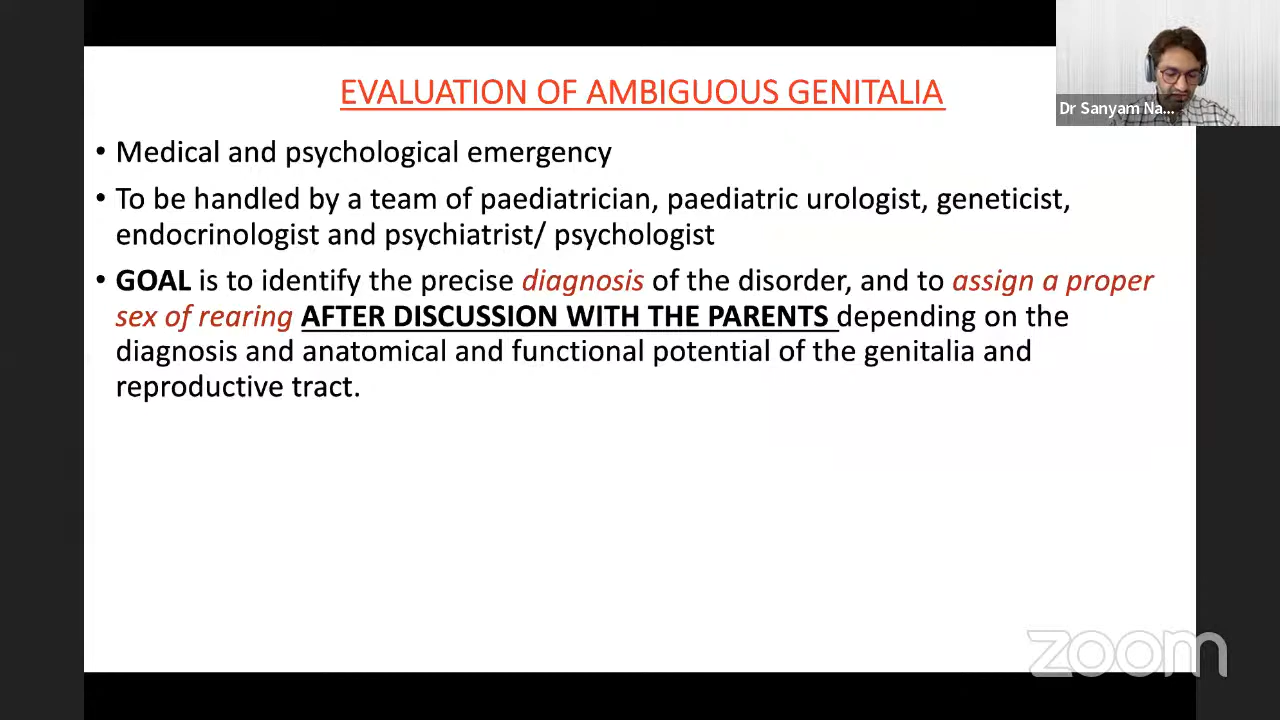 EVALUATION OF AMBIGUOUS GENITALIA
Dr Sanyam Na...
• Medical and psychological emergency
• To be handled by a team of paediatrician, paediatric urologist, geneticist,
endocrinologist and psychiatrist/ psychologist
• GOAL is to identify the precise diagnosis of the disorder, and to assign a proper
sex of rearing AFTER DISCUSSION WITH THE PARENTS depending on the
diagnosis and anatomical and functional potential of the genitalia and
reproductive tract.
zoom